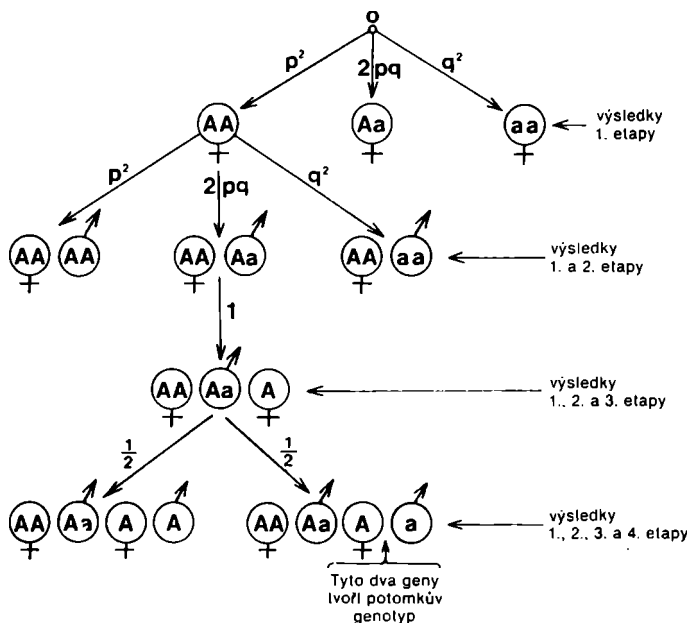 o
p² 2pq q²
AA Aa aa výsledky
1. etapy
p² 2pq q²
AA AA AA Aa AA aa výsledky
1. a 2. etapy
1
AA Aa A výsledky
1., 2. a 3. etapy
1/2 1/2
AA Aa A A AA Aa A a výsledky
1., 2., 3. a 4. etapy
Tyto dva geny
tvoří potomkův
genotyp